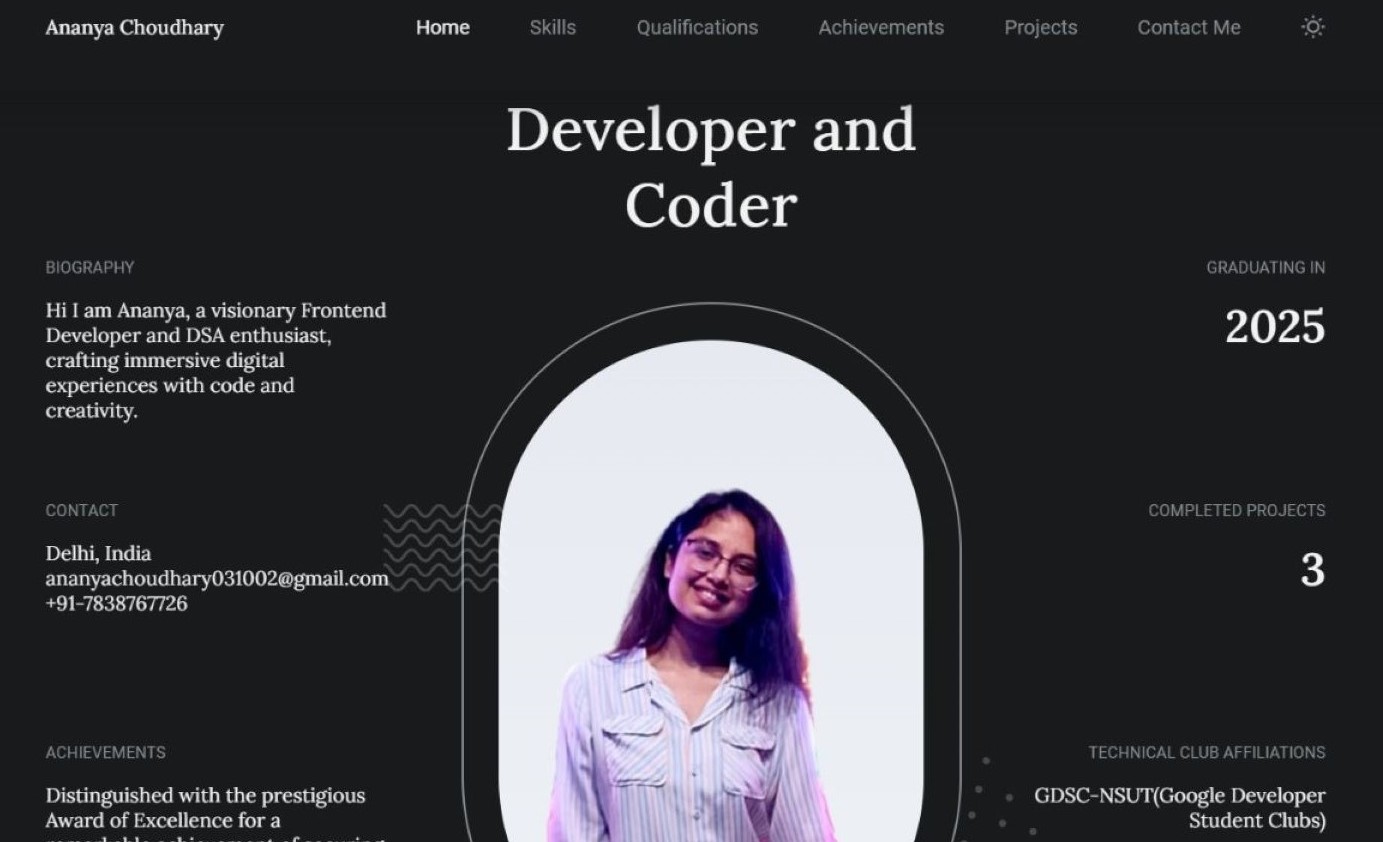 Ananya Choudhary
Home
Skills
Qualifications
Achievements
Projects
Contact Me
Developer and
Coder
BIOGRAPHY
Hi I am Ananya, a visionary Frontend
Developer and DSA enthusiast,
crafting immersive digital
experiences with code and
creativity.
GRADUATING IN
2025
CONTACT
Delhi, India
ananyachoudhary031002@gmail.com
+91-7838767726
COMPLETED PROJECTS
3
ACHIEVEMENTS
Distinguished with the prestigious
Award of Excellence for a
TECHNICAL CLUB AFFILIATIONS
GDSC-NSUT(Google Developer
Student Clubs)